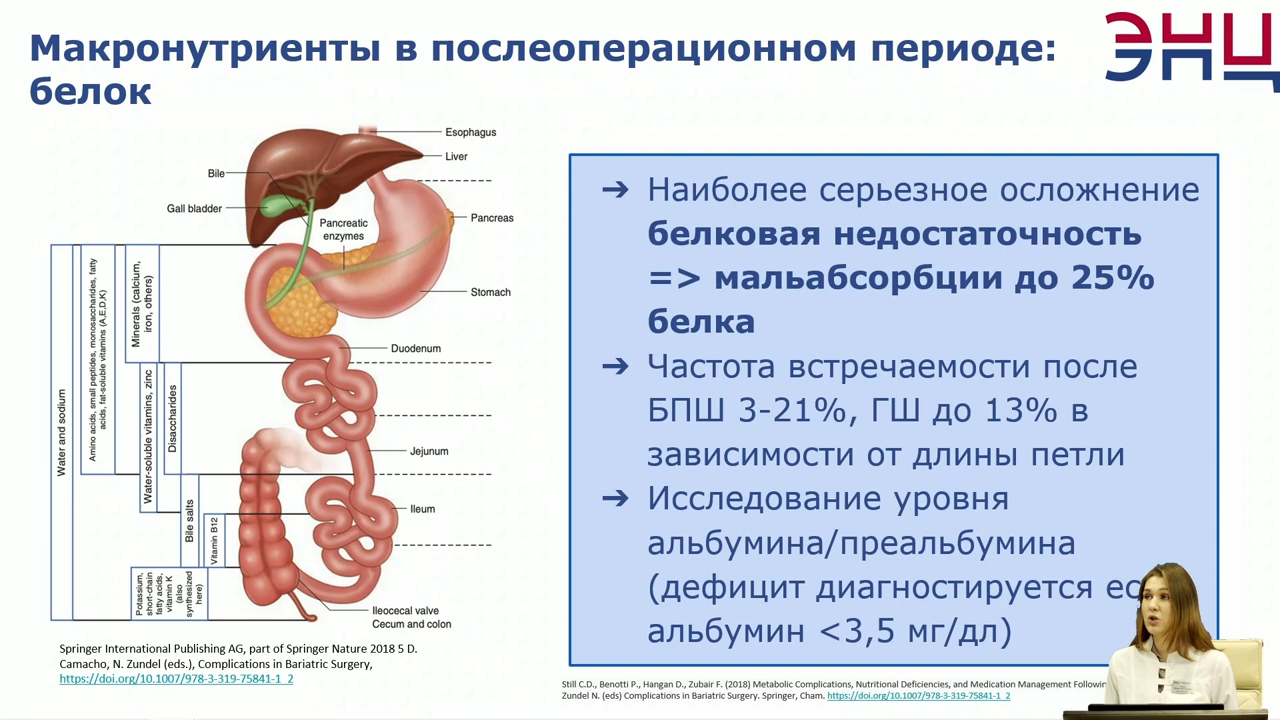 Макронутриенты в послеоперационном периоде:
белок
ЭНЦ
Esophagus
Liver
Bile
Gall bladder
Pancreatic
enzymes
Pancreas
Stomach
Duodenum
Jejunum
Ileum
Ileocecal valve
Cecum and colon
Water and sodium
Amino acids, small peptides, monosaccharides, fatty
acids, fat-soluble vitamins (A,E,D,K)
Minerals (calcium,
iron, others)
Water-soluble vitamins, zinc
Disaccharides
Bile salts
Vitamin B12
Potassium,
short-chain
fatty acids,
vitamin K
(also
synthesized
here)
Springer International Publishing AG, part of Springer Nature 2018 5 D.
Camacho, N. Zundel (eds.), Complications in Bariatric Surgery,
https://doi.org/10.1007/978-3-319-75841-1_2
➔ Наиболее серьезное осложнение
белковая недостаточность
=> мальабсорбции до 25%
белка
➔ Частота встречаемости после
БПШ 3-21%, ГШ до 13% в
зависимости от длины петли
➔ Исследование уровня
альбумина/преальбумина
(дефицит диагностируется ес
альбумин <3,5 мг/дл)
Still C.D., Benotti P., Hangan D., Zubair F. (2018) Metabolic Complications, Nutritional Deficiencies, and Medication Management Followin
Zundel N. (eds) Complications in Bariatric Surgery. Springer, Cham. https://doi.org/10.1007/978-3-319-75841-1_2